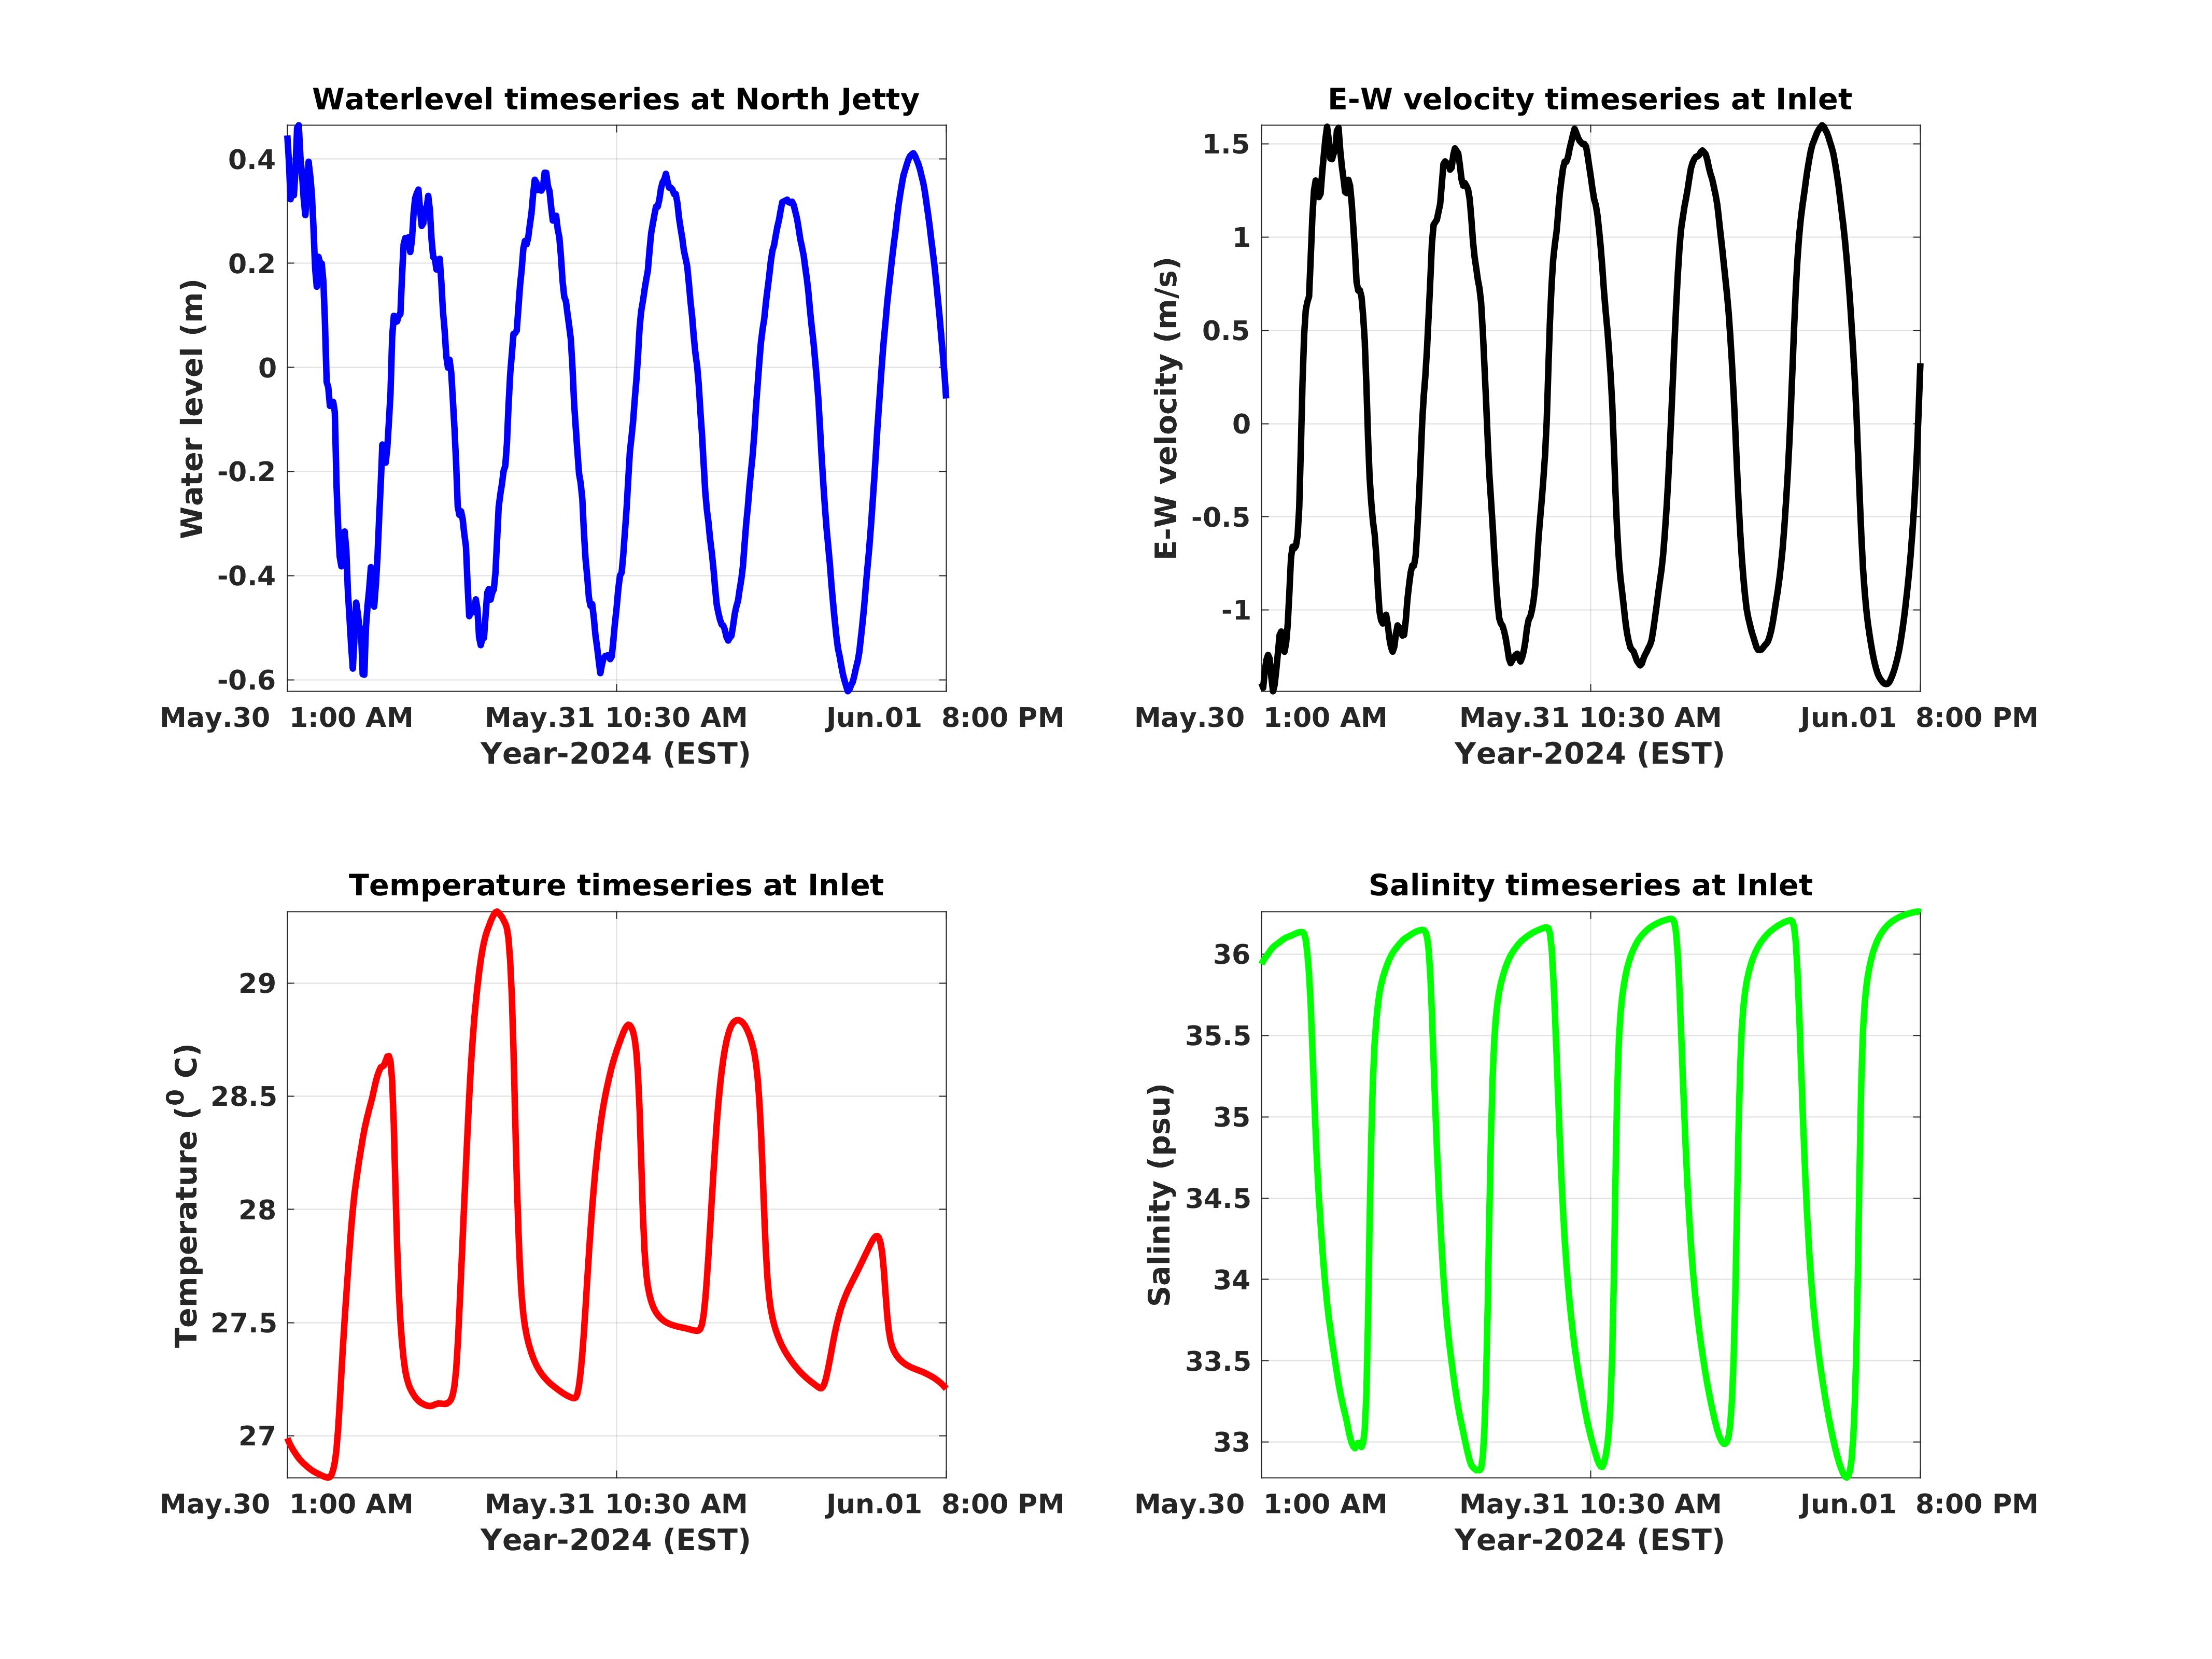 Waterlevel timeseries at North Jetty
Water level (m)
0.4
0.2
0
-0.2
-0.4
-0.6
May.30 1:00 AM
May.31 10:30 AM
Jun.01 8:00 PM
Year-2024 (EST)
E-W velocity timeseries at Inlet
E-W velocity (m/s)
1.5
1
0.5
0
-0.5
-1
May.30 1:00 AM
May.31 10:30 AM
Jun.01 8:00 PM
Year-2024 (EST)
Temperature timeseries at Inlet
Temperature (⁰ C)
29
28.5
28
27.5
27
May.30 1:00 AM
May.31 10:30 AM
Jun.01 8:00 PM
Year-2024 (EST)
Salinity timeseries at Inlet
Salinity (psu)
36
35.5
35
34.5
34
33.5
33
May.30 1:00 AM
May.31 10:30 AM
Jun.01 8:00 PM
Year-2024 (EST)